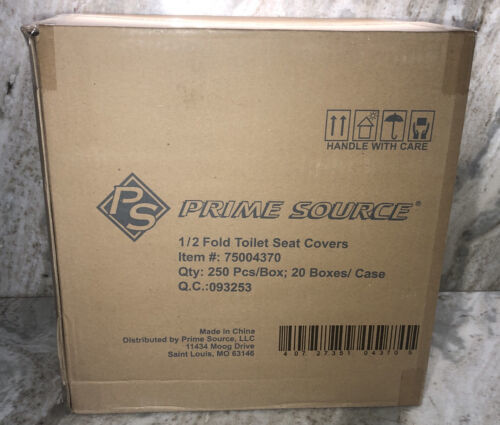 HANDLE WITH CARE
PS PRIME SOURCE®
1/2 Fold Toilet Seat Covers
Item #: 75004370
Qty: 250 Pcs/Box; 20 Boxes/ Case
Q.C.:093253
Made in China
Distributed by Prime Source, LLC
11434 Moog Drive
Saint Louis, MO 63146